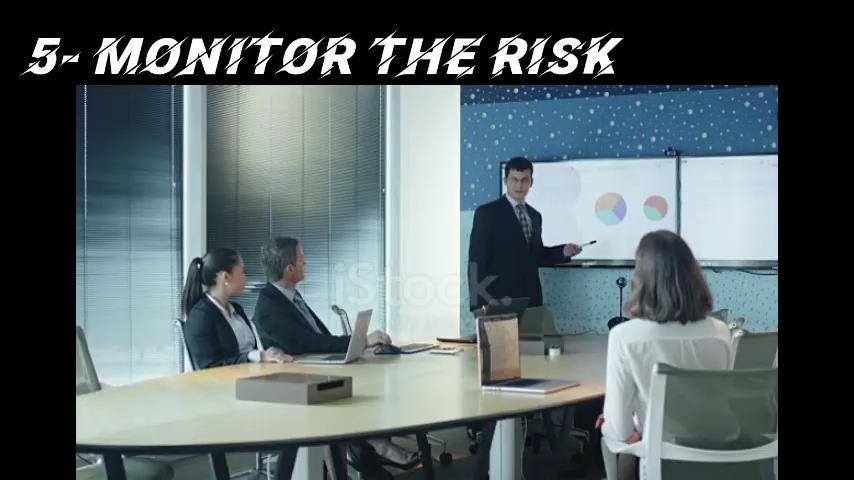 5- MONITOR THE RISK
iStock.